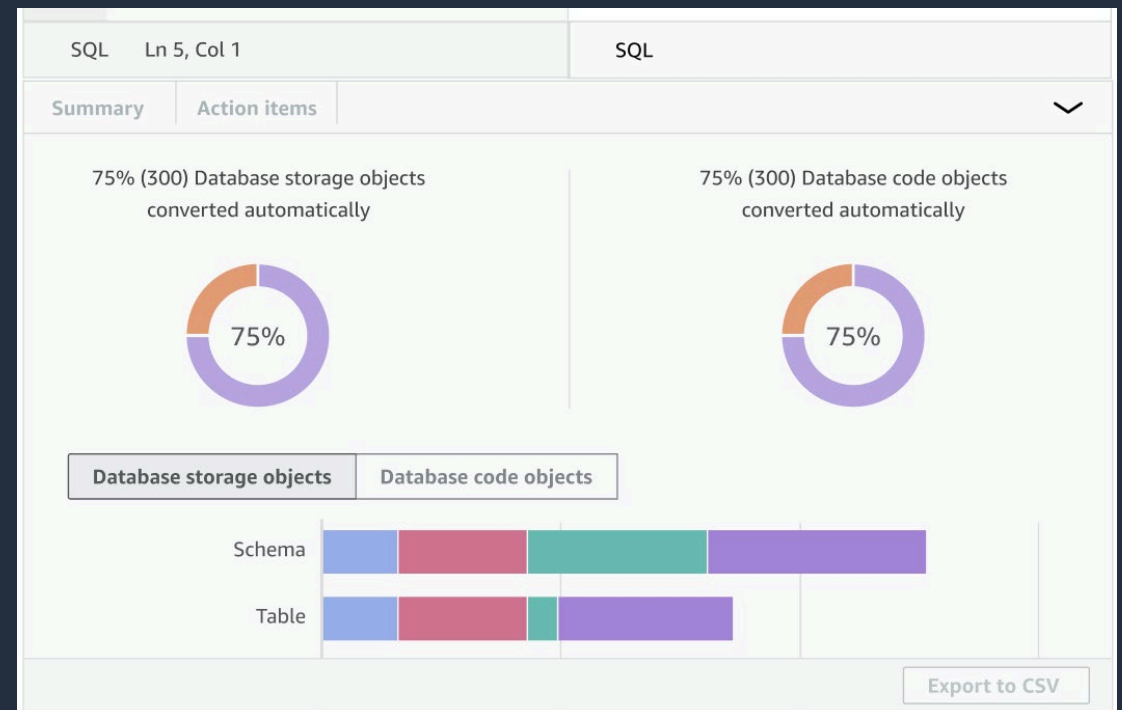 SQL Ln 5, Col 1
SQL
Summary Action items
75% (300) Database storage objects
converted automatically
75%
75% (300) Database code objects
converted automatically
75%
Database storage objects Database code objects
Schema
Table
Export to CSV